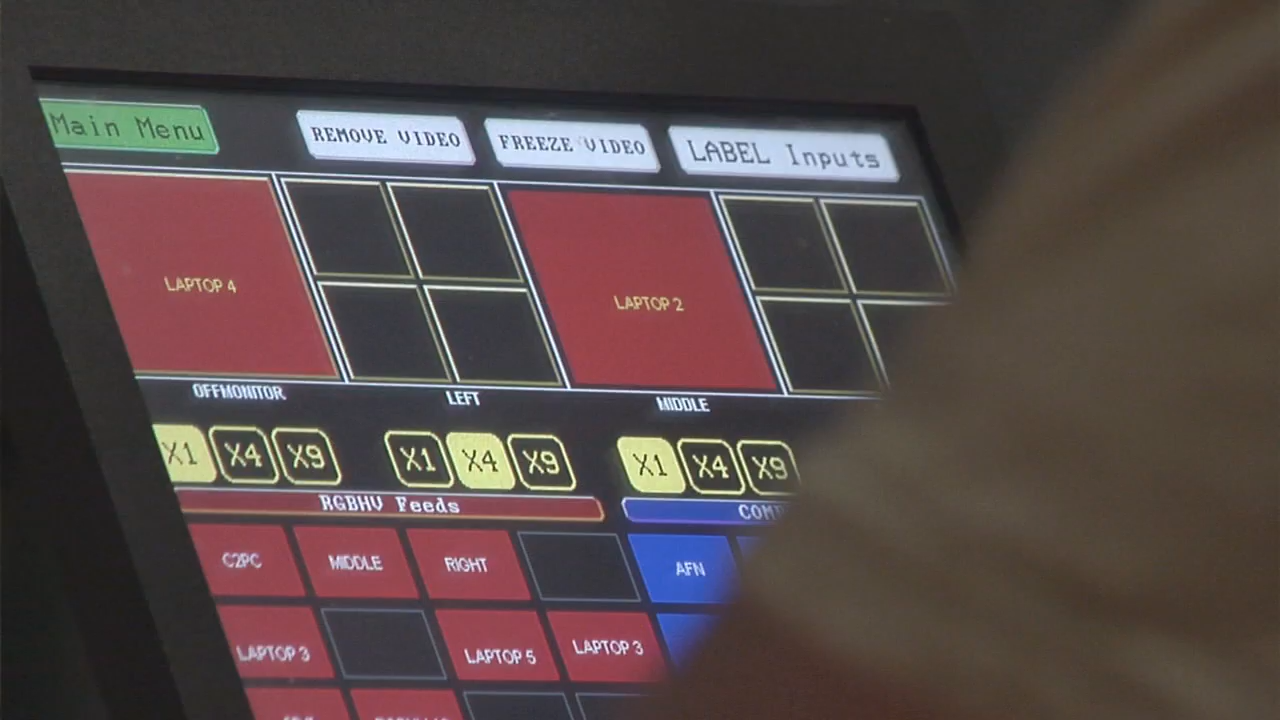 Main Menu
REMOVE VIDEO
FREEZE VIDEO
LABEL Inputs
LAPTOP 4
LAPTOP 2
OFFMONITOR
LEFT
MIDDLE
X1 X4 X9
X1 X4 X9
X1 X4 X9
RGBHV Feeds
C2PC
MIDDLE
RIGHT
AFN
LAPTOP 3
LAPTOP 5
LAPTOP 3